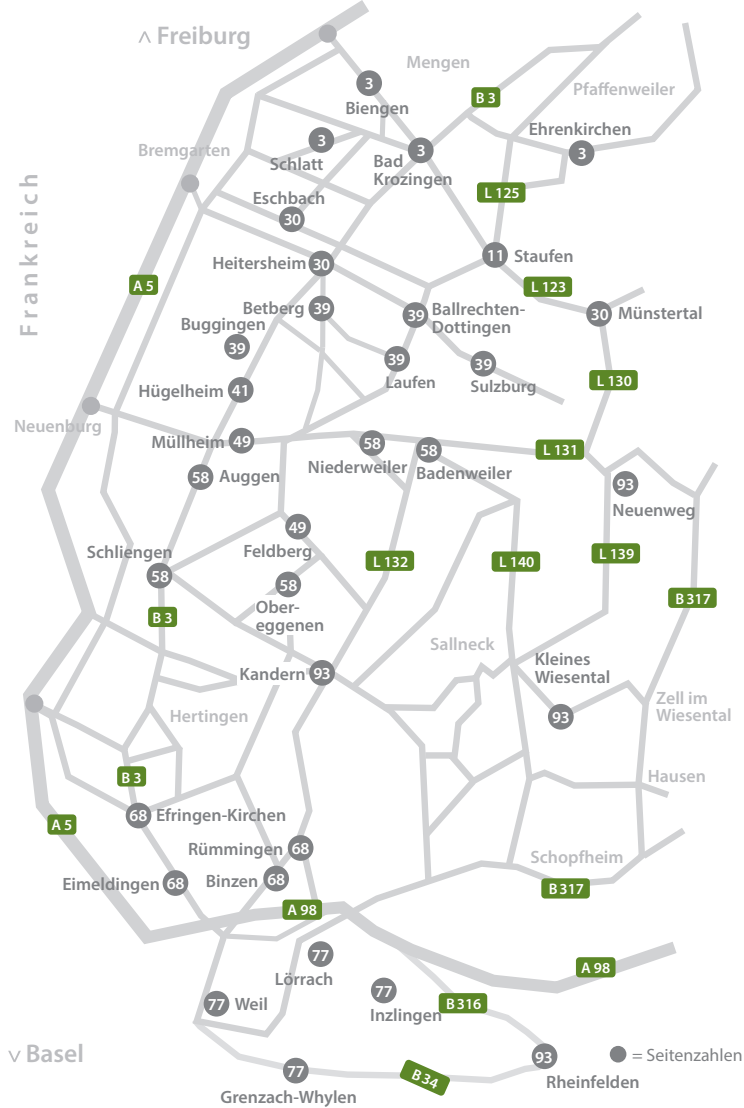 ^ Freiburg
Mengen
3
Biengen
B 3
Pfaffenweiler
Ehrenkirchen
3
3
Schlatt
3
Bad
Krozingen
Bremgarten
Frankreich
L 125
Eschbach
30
11 Staufen
Heitersheim 30
A 5
L 123
Betberg 39
39 Ballrechten-
Dottingen
30 Münstertal
Buggingen
39
39
Laufen
39
Sulzburg
L 130
Hügelheim 41
Neuenburg
Müllheim 49
58
Niederweiler
58
Badenweiler
L 131
58 Auggen
93
Neuenweg
49
Feldberg
Schliengen
58
L 132
L 140
L 139
58
Ober-
eggenen
B 317
B 3
Sallneck
Kleines
Wiesental
93
Kandern 93
Zell im
Wiesental
Hertingen
B 3
Hausen
68 Efringen-Kirchen
A 5
Rümmingen 68
Schopfheim
Eimeldingen 68
Binzen 68
B 317
A 98
77
Lörrach
A 98
77 Weil
77
Inzlingen
B 316
v Basel
77
Grenzach-Whylen
B 34
93
Rheinfelden
= Seitenzahlen